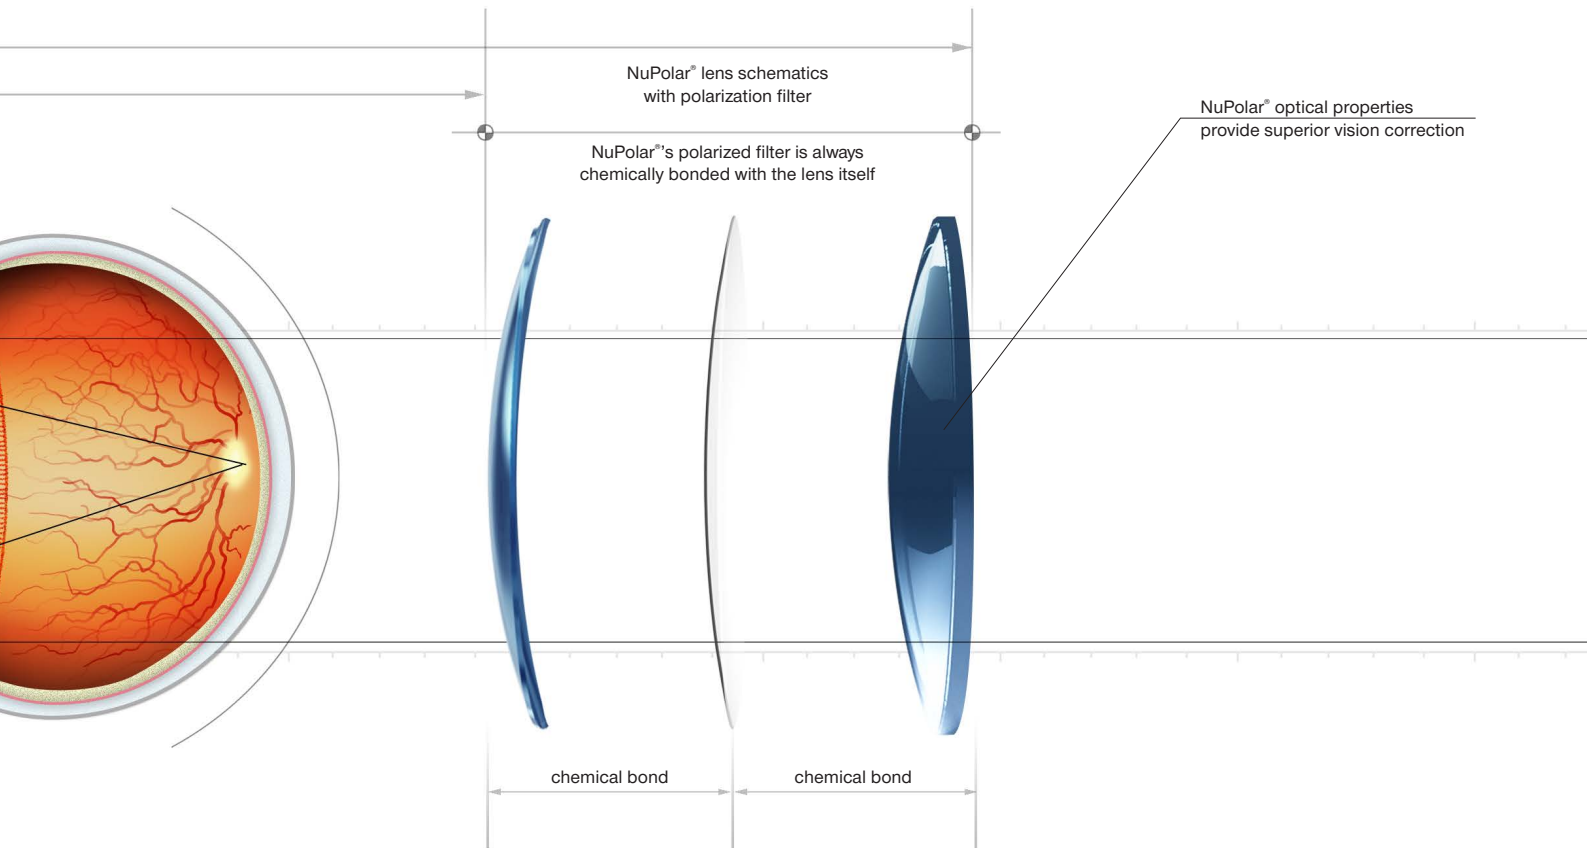 NuPolar® lens schematics
with polarization filter
NuPolar® optical properties
provide superior vision correction
NuPolar®'s polarized filter is always
chemically bonded with the lens itself
chemical bond
chemical bond